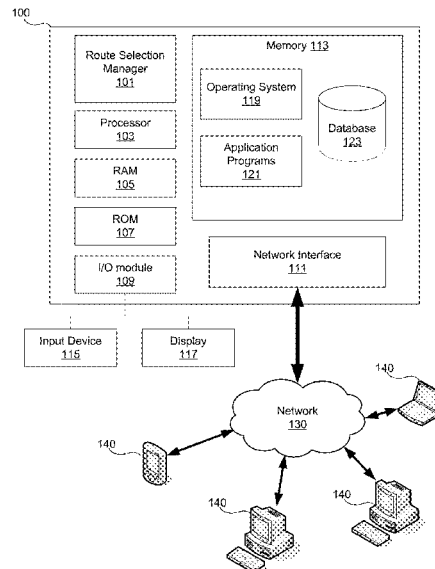 100
Route Selection
Manager
101
Processor
103
RAM
105
ROM
107
I/O module
109
Memory 113
Operating System
119
Application
Programs
121
Database
123
Network Interface
111
Input Device
115
Display
117
Network
130
140
140
140
140